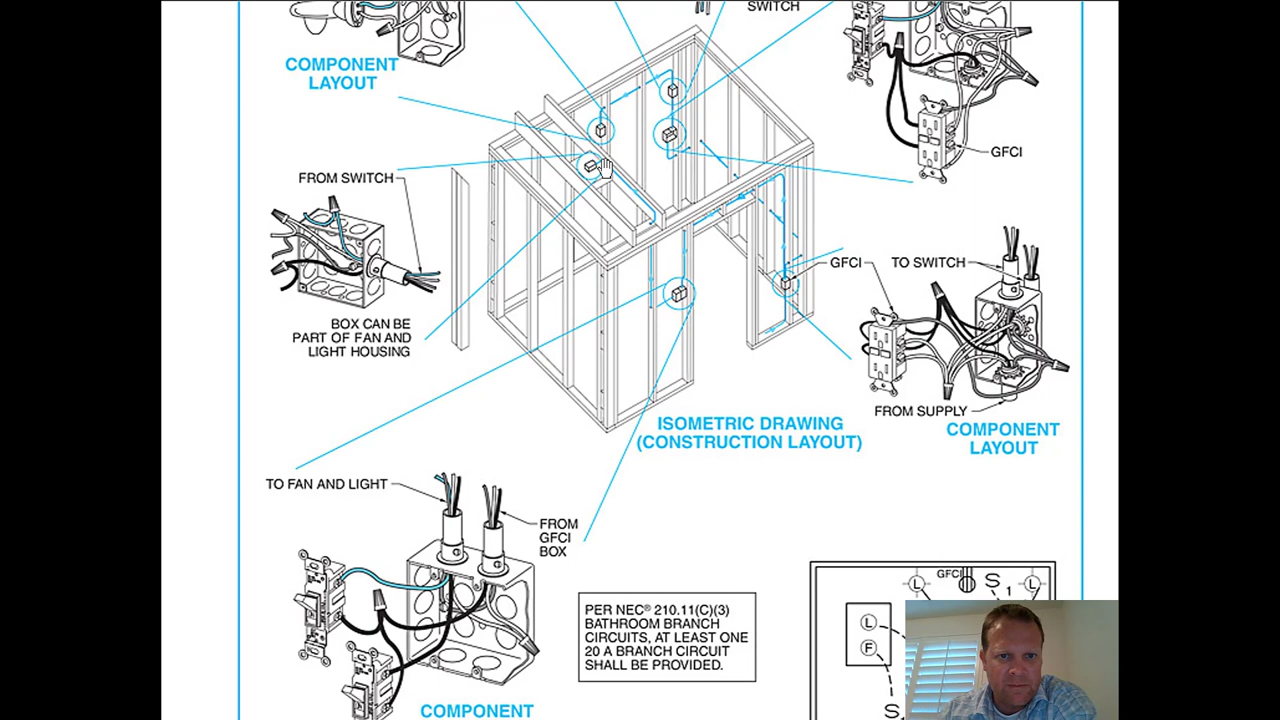 SWITCH
COMPONENT
LAYOUT
GFCI
FROM SWITCH
GFCI
TO SWITCH
BOX CAN BE
PART OF FAN AND
LIGHT HOUSING
FROM SUPPLY
COMPONENT
LAYOUT
ISOMETRIC DRAWING
(CONSTRUCTION LAYOUT)
TO FAN AND LIGHT
FROM
GFCI
BOX
PER NEC® 210.11(C)(3)
BATHROOM BRANCH
CIRCUITS, AT LEAST ONE
20 A BRANCH CIRCUIT
SHALL BE PROVIDED.
GFCI
L
S1
L
L
F
S
COMPONENT